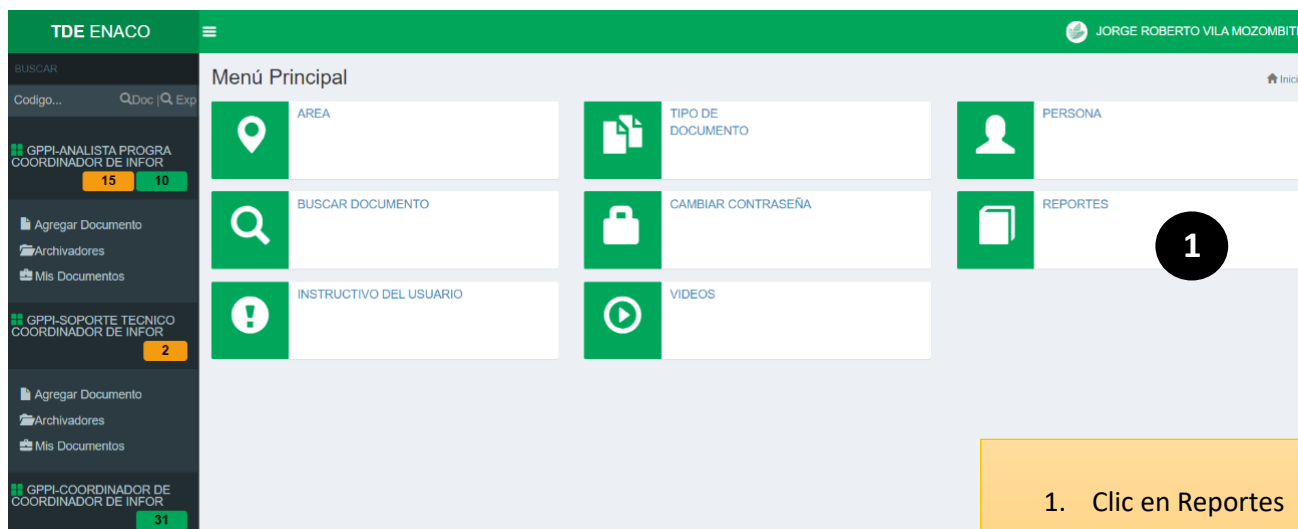 TDE ENACO
JORGE ROBERTO VILA MOZOMBIT
BUSCAR
Codigo... Doc | Exp
GPPI-ANALISTA PROGRA
COORDINADOR DE INFOR
15 10
Agregar Documento
Archivadores
Mis Documentos
GPPI-SOPORTE TECNICO
COORDINADOR DE INFOR
2
Agregar Documento
Archivadores
Mis Documentos
GPPI-COORDINADOR DE
COORDINADOR DE INFOR
31
Menú Principal
Inici
AREA
TIPO DE
DOCUMENTO
PERSONA
BUSCAR DOCUMENTO
CAMBIAR CONTRASEÑA
REPORTES
1
INSTRUCTIVO DEL USUARIO
VIDEOS
1. Clic en Reportes